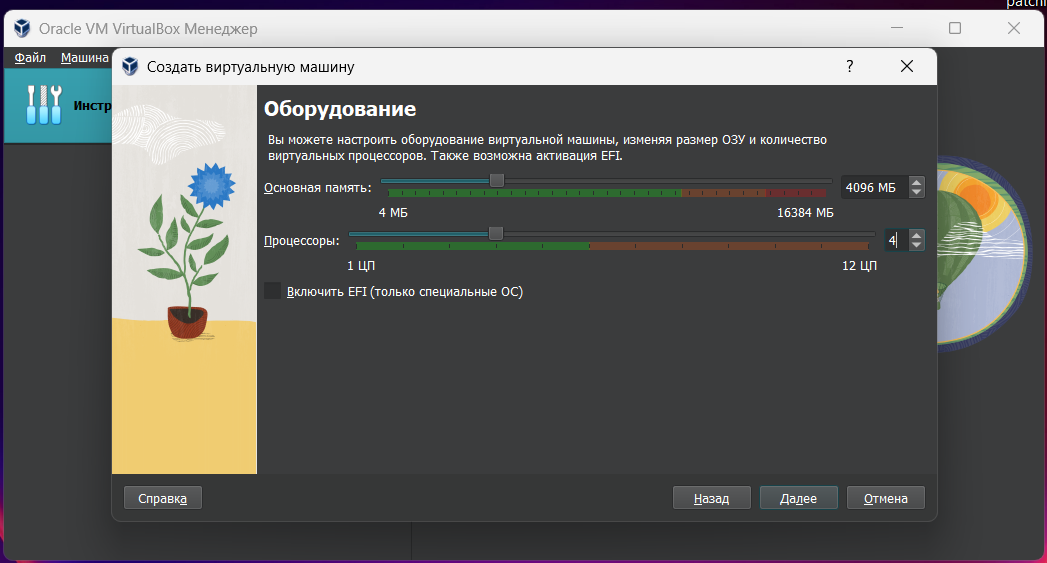 patchi
Oracle VM VirtualBox Менеджер
Файл Машина
Создать виртуальную машину ?
Инстр
Оборудование
Вы можете настроить оборудование виртуальной машины, изменяя размер ОЗУ и количество
виртуальных процессоров. Также возможна активация EFI.
Основная память: 4096 МБ
4 МБ 16384 МБ
Процессоры: 4
1 ЦП 12 ЦП
Включить EFI (только специальные ОС)
Справка Назад Далее Отмена